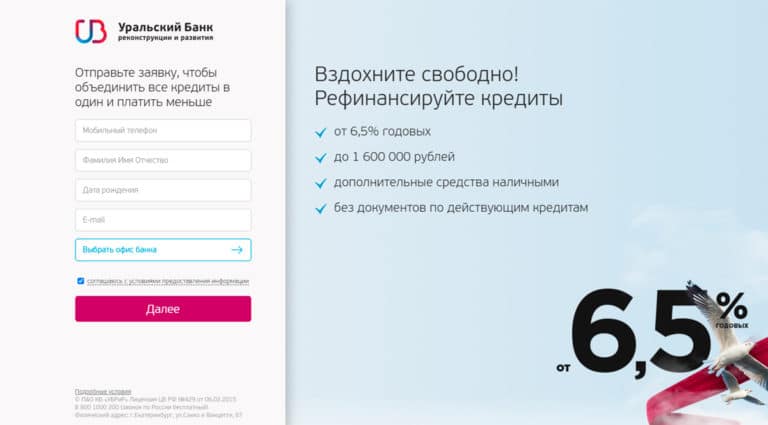 Уральский Банк
реконструкции и развития
Отправьте заявку, чтобы
объединить все кредиты в
один и платить меньше
Мобильный телефон
Фамилия Имя Отчество
Дата рождения
E-mail
Выбрать офис банка
соглашаюсь с условиями предоставления информации
Далее
Подробные условия
© ПАО КБ «УБРиР» Лицензия ЦБ РФ №429 от 06.02.2015
8 800 1000 200 (звонок по России бесплатный)
Физический адрес: г.Екатеринбург, ул.Сакко и Ванцетти, 67
Вздохните свободно!
Рефинансируйте кредиты
от 6,5% годовых
до 1 600 000 рублей
дополнительные средства наличными
без документов по действующим кредитам
от 6,5%
годовых